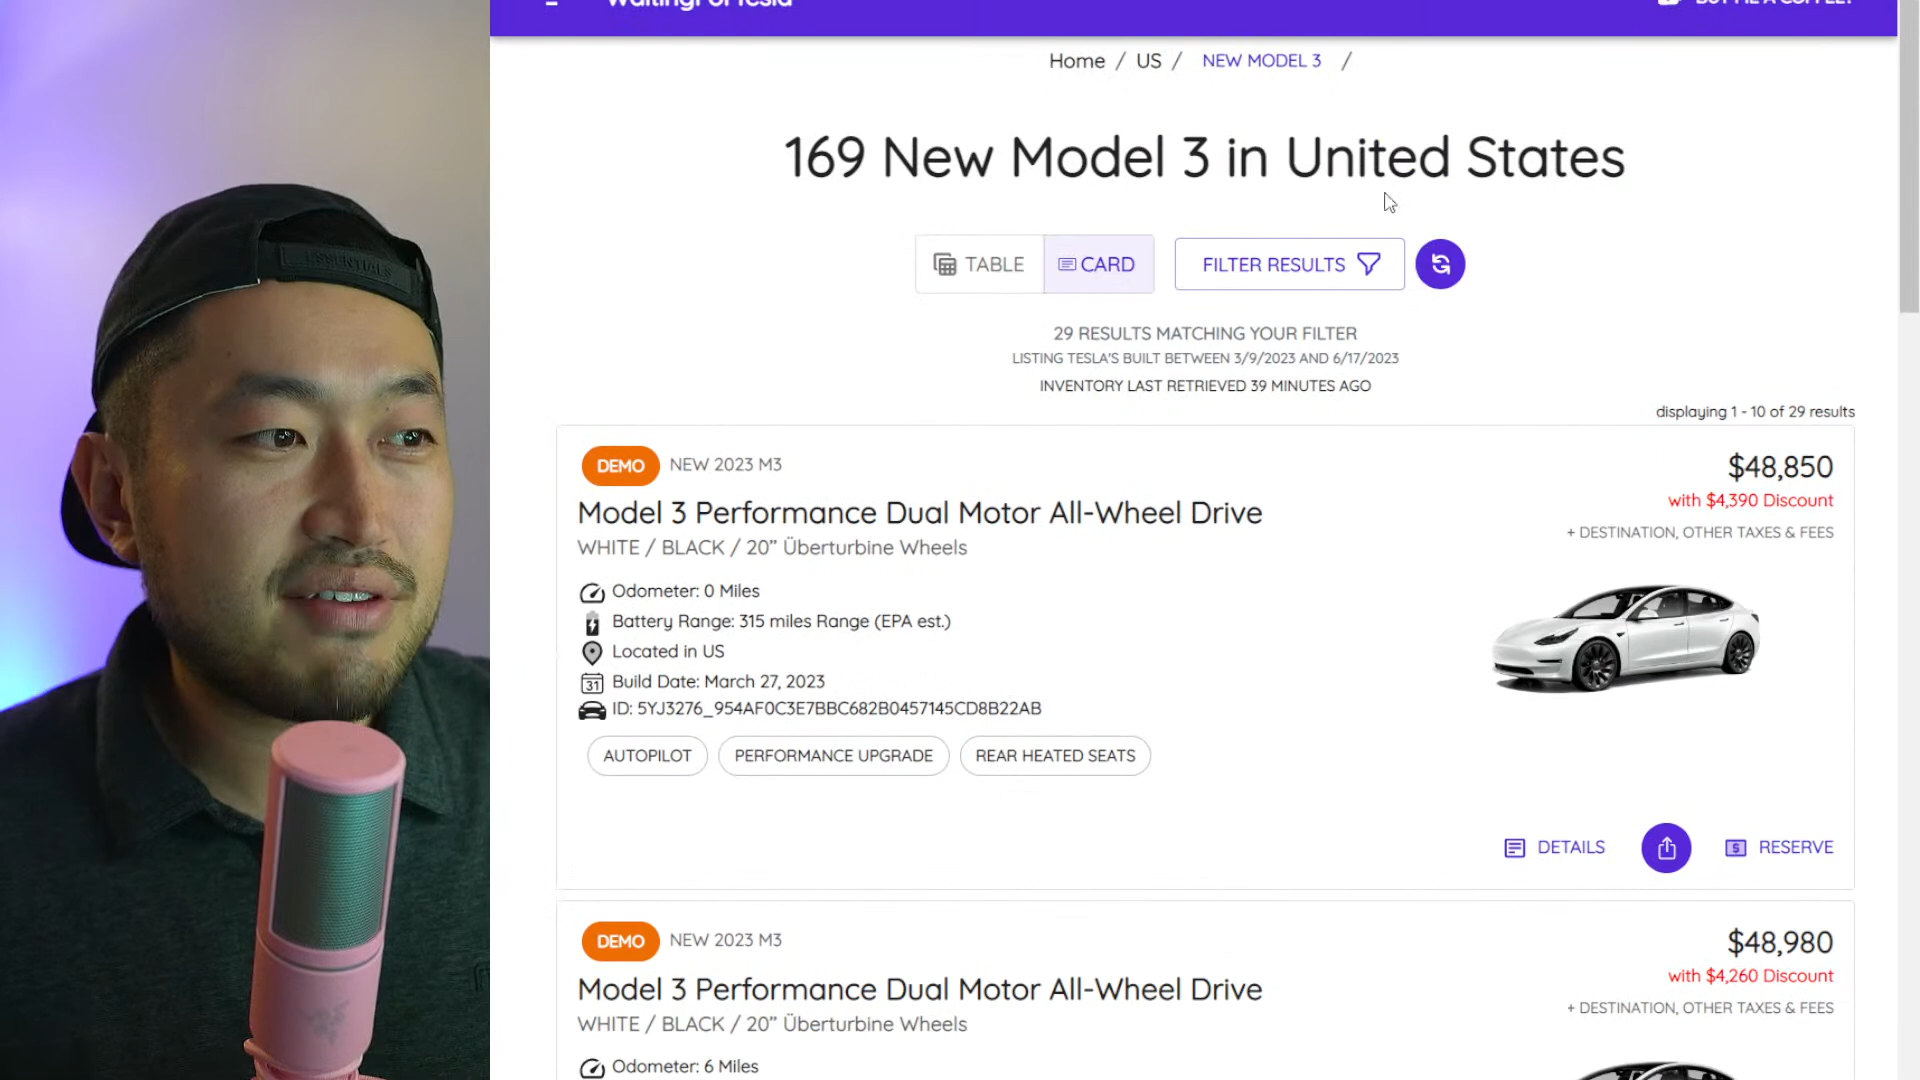 WaitingForTesla
BUY ME A COFFEE!
Home / US / NEW MODEL 3 /
169 New Model 3 in United States
TABLE
CARD
FILTER RESULTS
29 RESULTS MATCHING YOUR FILTER
LISTING TESLA'S BUILT BETWEEN 3/9/2023 AND 6/17/2023
INVENTORY LAST RETRIEVED 39 MINUTES AGO
displaying 1 - 10 of 29 results
DEMO NEW 2023 M3
$48,850
with $4,390 Discount
+ DESTINATION, OTHER TAXES & FEES
Model 3 Performance Dual Motor All-Wheel Drive
WHITE / BLACK / 20” Überturbine Wheels
Odometer: 0 Miles
Battery Range: 315 miles Range (EPA est.)
Located in US
31 Build Date: March 27, 2023
ID: 5YJ3276_954AF0C3E7BBC682B0457145CD8B22AB
AUTOPILOT
PERFORMANCE UPGRADE
REAR HEATED SEATS
DETAILS
$ RESERVE
DEMO NEW 2023 M3
$48,980
with $4,260 Discount
+ DESTINATION, OTHER TAXES & FEES
Model 3 Performance Dual Motor All-Wheel Drive
WHITE / BLACK / 20” Überturbine Wheels
Odometer: 6 Miles
ESSENTIALS